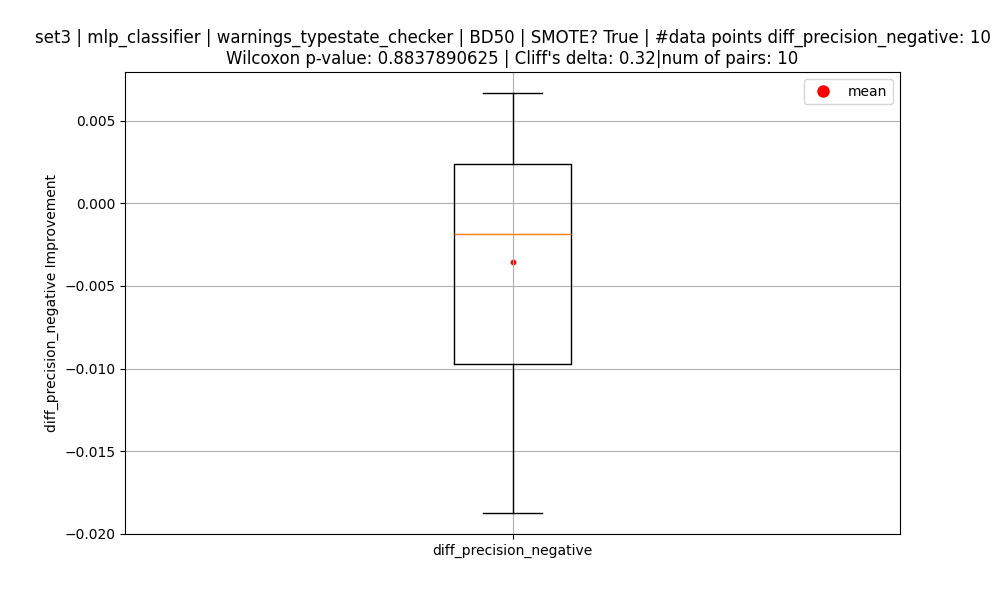 set3 | mlp_classifier | warnings_typestate_checker | BD50 | SMOTE? True | #data points diff_precision_negative: 10
Wilcoxon p-value: 0.8837890625 | Cliff's delta: 0.32|num of pairs: 10
mean
0.005
0.000
−0.005
−0.010
−0.015
−0.020
diff_precision_negative Improvement
diff_precision_negative